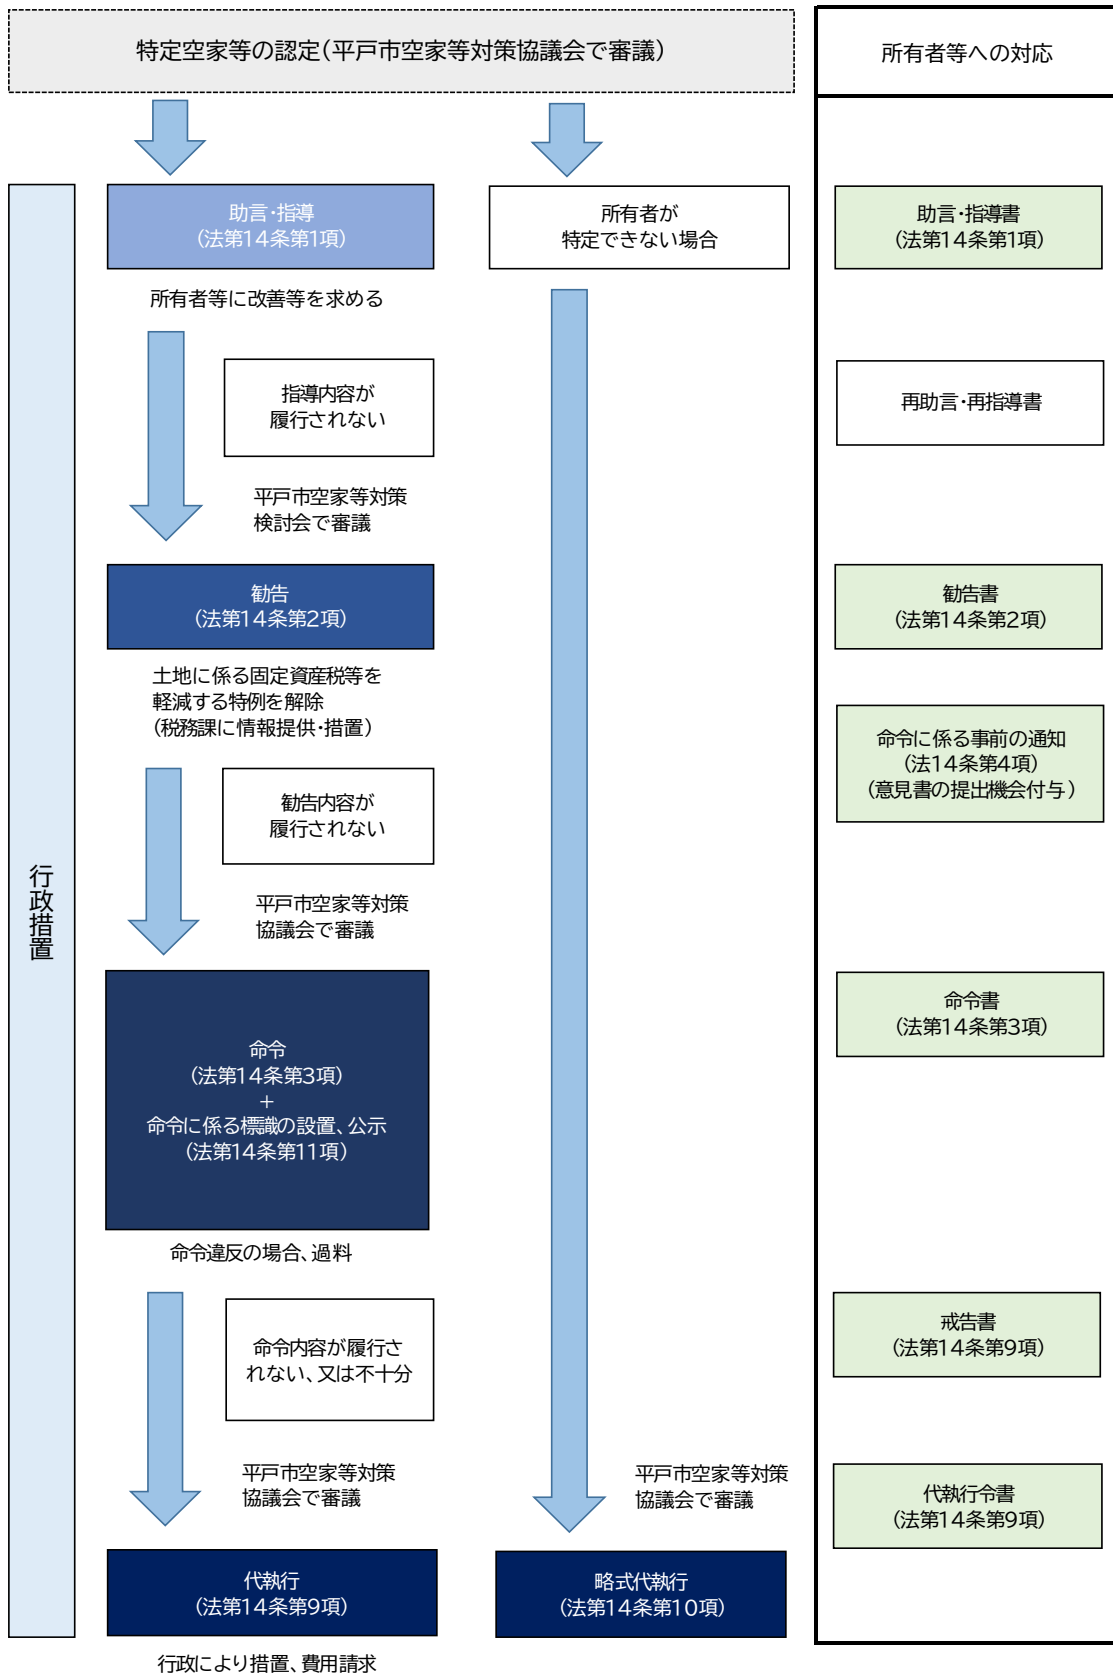 特定空家等の認定（平戸市空家等対策協議会で審議）
所有者等への対応
行政措置
助言・指導
（法第14条第1項）
所有者等に改善等を求める
指導内容が
履行されない
平戸市空家等対策
検討会で審議
勧告
（法第14条第2項）
土地に係る固定資産税等を
軽減する特例を解除
（税務課に情報提供・措置）
勧告内容が
履行されない
平戸市空家等対策
協議会で審議
命令
（法第14条第3項）
+
命令に係る標識の設置、公示
（法第14条第11項）
命令違反の場合、過料
命令内容が履行さ
れない、又は不十分
平戸市空家等対策
協議会で審議
代執行
（法第14条第9項）
行政により措置、費用請求
所有者が
特定できない場合
平戸市空家等対策
協議会で審議
略式代執行
（法第14条第10項）
助言・指導書
（法第14条第1項）
再助言・再指導書
勧告書
（法第14条第2項）
命令に係る事前の通知
（法14条第4項）
（意見書の提出機会付与）
命令書
（法第14条第3項）
戒告書
（法第14条第9項）
代執行令書
（法第14条第9項）